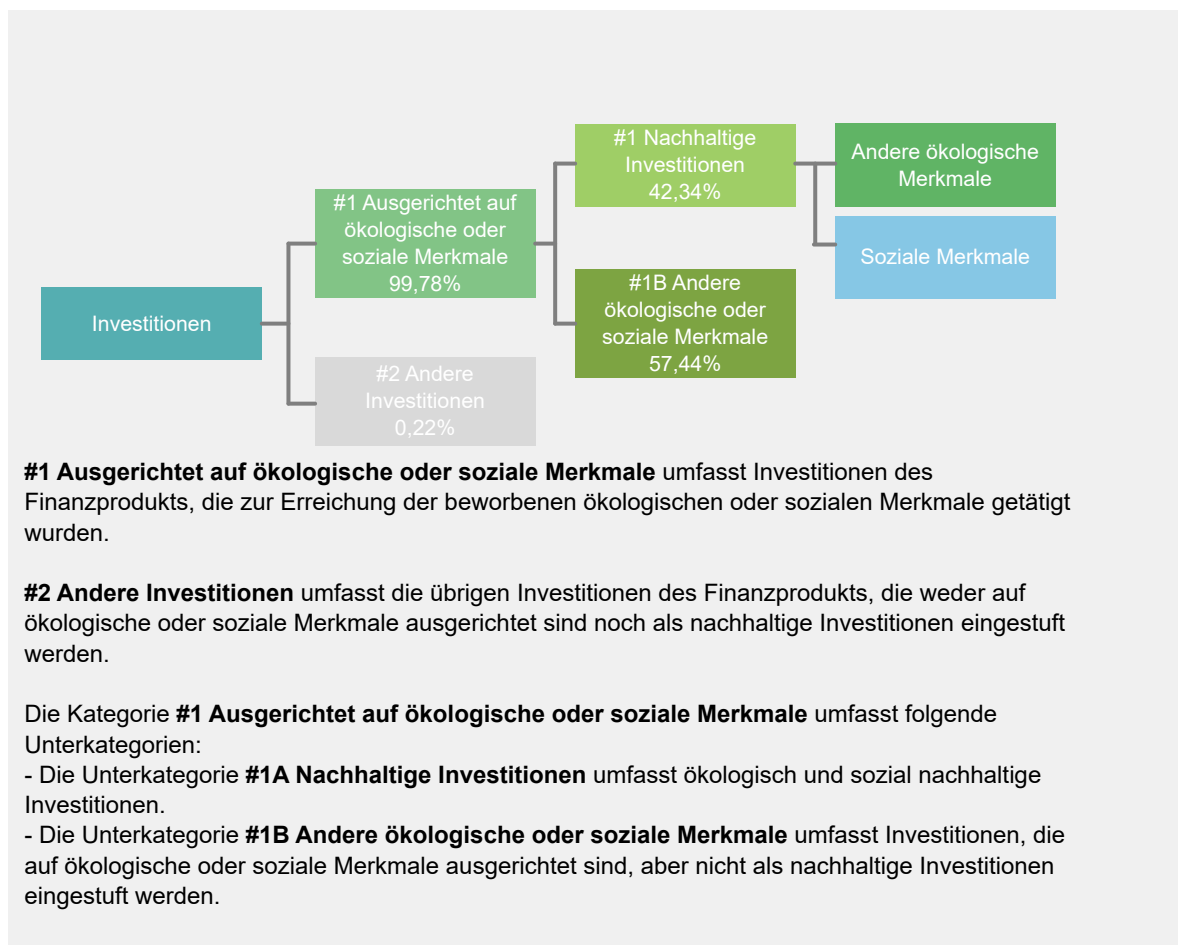 #1 Nachhaltige
Investitionen
42,34%
Andere ökologische
Merkmale
#1 Ausgerichtet auf
ökologische oder
soziale Merkmale
99,78%
Soziale Merkmale
#1B Andere
ökologische oder
soziale Merkmale
57,44%
Investitionen
#2 Andere
Investitionen
0,22%
#1 Ausgerichtet auf ökologische oder soziale Merkmale umfasst Investitionen des
Finanzprodukts, die zur Erreichung der beworbenen ökologischen oder sozialen Merkmale getätigt
wurden.
#2 Andere Investitionen umfasst die übrigen Investitionen des Finanzprodukts, die weder auf
ökologische oder soziale Merkmale ausgerichtet sind noch als nachhaltige Investitionen eingestuft
werden.
Die Kategorie #1 Ausgerichtet auf ökologische oder soziale Merkmale umfasst folgende
Unterkategorien:
- Die Unterkategorie #1A Nachhaltige Investitionen umfasst ökologisch und sozial nachhaltige
Investitionen.
- Die Unterkategorie #1B Andere ökologische oder soziale Merkmale umfasst Investitionen, die
auf ökologische oder soziale Merkmale ausgerichtet sind, aber nicht als nachhaltige Investitionen
eingestuft werden.